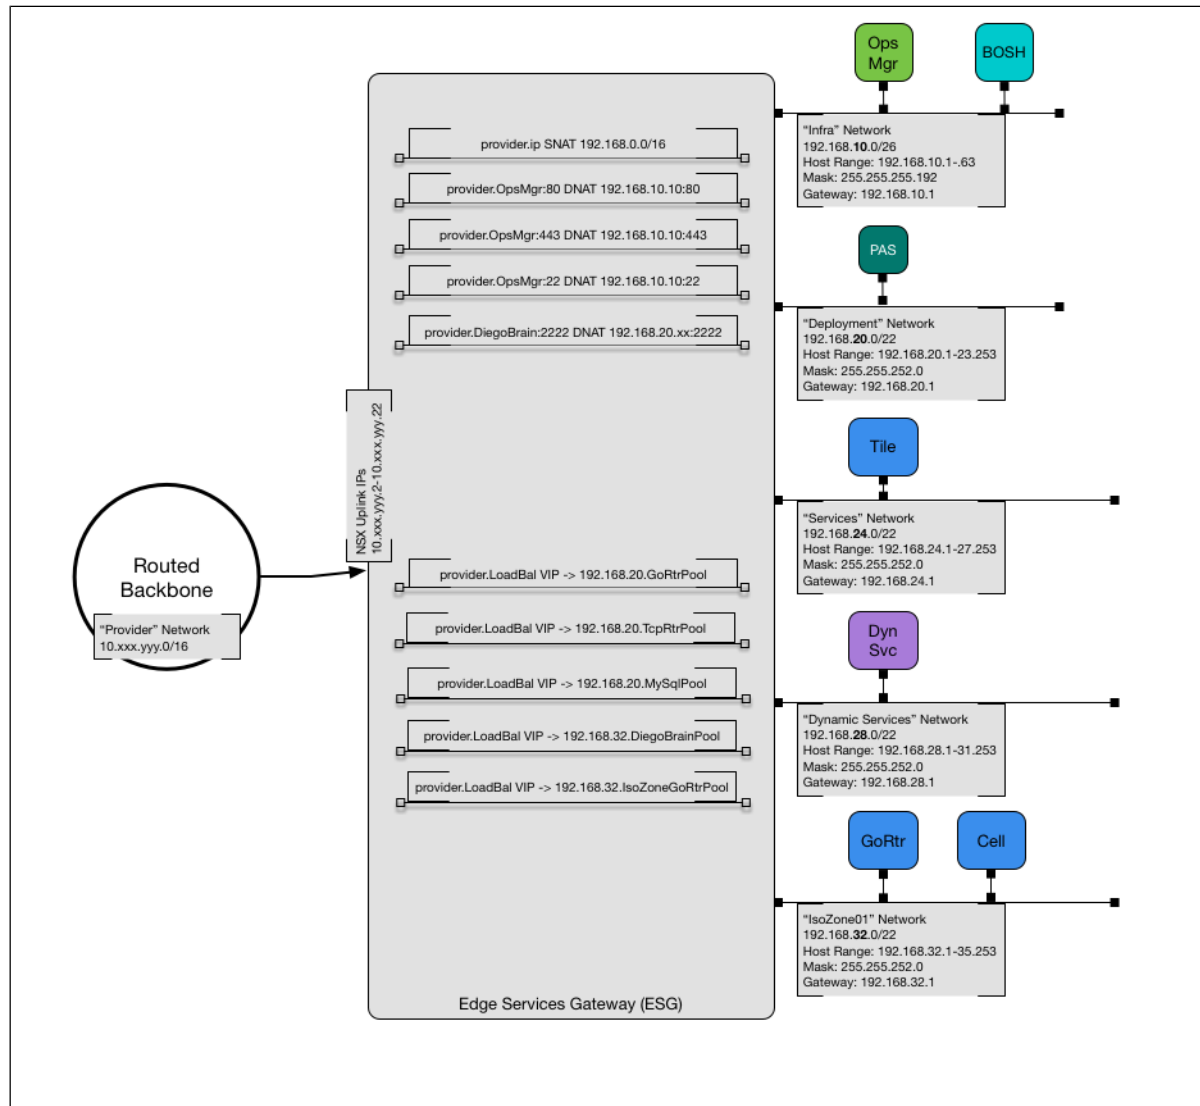 Ops
Mgr
BOSH
"Infra" Network
192.168.10.0/26
Host Range: 192.168.10.1-.63
Mask: 255.255.255.192
Gateway: 192.168.10.1
provider.ip SNAT 192.168.0.0/16
provider.OpsMgr:80 DNAT 192.168.10.10:80
provider.OpsMgr:443 DNAT 192.168.10.10:443
provider.OpsMgr:22 DNAT 192.168.10.10:22
provider.DiegoBrain:2222 DNAT 192.168.20.xx:2222
PAS
"Deployment" Network
192.168.20.0/22
Host Range: 192.168.20.1-23.253
Mask: 255.255.252.0
Gateway: 192.168.20.1
NSX Uplink IPs
10.xxx.yyy.2-10.xxx.yyy.22
Tile
"Services" Network
192.168.24.0/22
Host Range: 192.168.24.1-27.253
Mask: 255.255.252.0
Gateway: 192.168.24.1
Routed
Backbone
"Provider" Network
10.xxx.yyy.0/16
provider.LoadBal VIP -> 192.168.20.GoRtrPool
provider.LoadBal VIP -> 192.168.20.TcpRtrPool
provider.LoadBal VIP -> 192.168.20.MySqlPool
provider.LoadBal VIP -> 192.168.32.DiegoBrainPool
provider.LoadBal VIP -> 192.168.32.IsoZoneGoRtrPool
Dyn
Svc
"Dynamic Services" Network
192.168.28.0/22
Host Range: 192.168.28.1-31.253
Mask: 255.255.252.0
Gateway: 192.168.28.1
GoRtr
Cell
"IsoZone01" Network
192.168.32.0/22
Host Range: 192.168.32.1-35.253
Mask: 255.255.252.0
Gateway: 192.168.32.1
Edge Services Gateway (ESG)